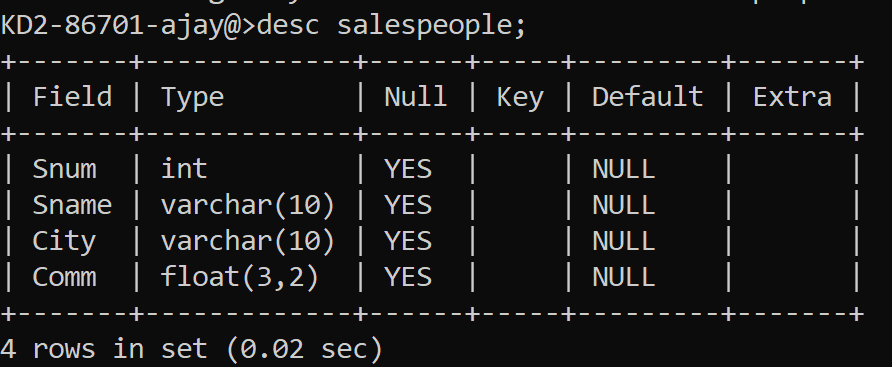 KD2-86701-ajay@>desc salespeople;
+-------+-------------+------+-----+---------+-------+
| Field | Type        | Null | Key | Default | Extra |
+-------+-------------+------+-----+---------+-------+
| Snum  | int         | YES  |     | NULL    |       |
| Sname | varchar(10) | YES  |     | NULL    |       |
| City  | varchar(10) | YES  |     | NULL    |       |
| Comm  | float(3,2)  | YES  |     | NULL    |       |
+-------+-------------+------+-----+---------+-------+
4 rows in set (0.02 sec)